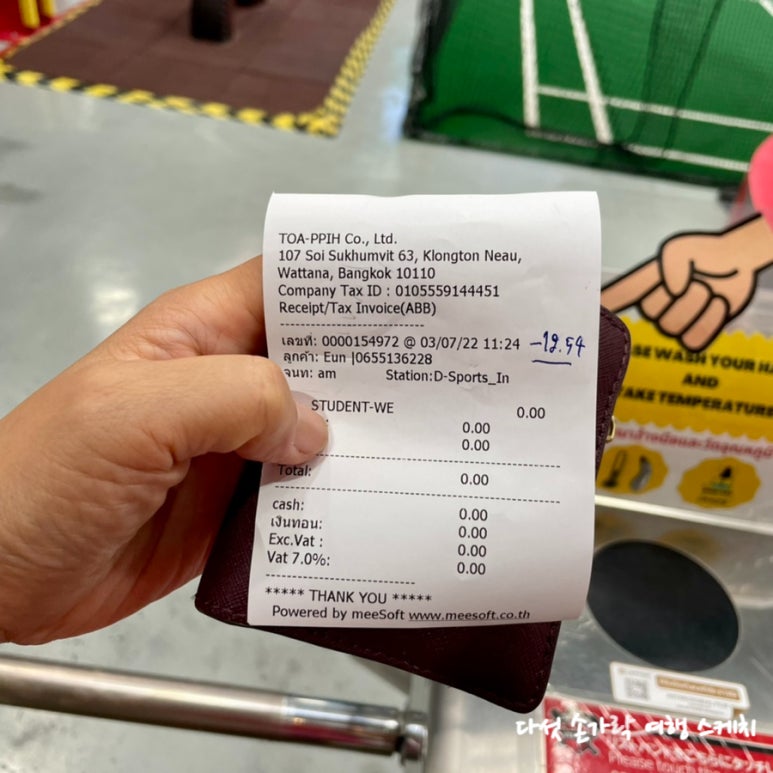 TOA-PPIH Co., Ltd.
107 Soi Sukhumvit 63, Klongton Neau,
Wattana, Bangkok 10110
Company Tax ID : 0105559144451
Receipt/Tax Invoice(ABB)
เลขที่: 0000154972 @ 03/07/22 11:24 -12.54
ลูกค้า: Eun |0655136228
จนท: am Station:D-Sports_In
STUDENT-WE 0.00
0.00
0.00
Total: 0.00
cash: 0.00
เงินทอน: 0.00
Exc.Vat : 0.00
Vat 7.0%: 0.00
***** THANK YOU *****
Powered by meeSoft www.meesoft.co.th
WASH YOUR
AND
TAKE TEMPERATURE
Please touch
다섯 손가락 여행 스케치